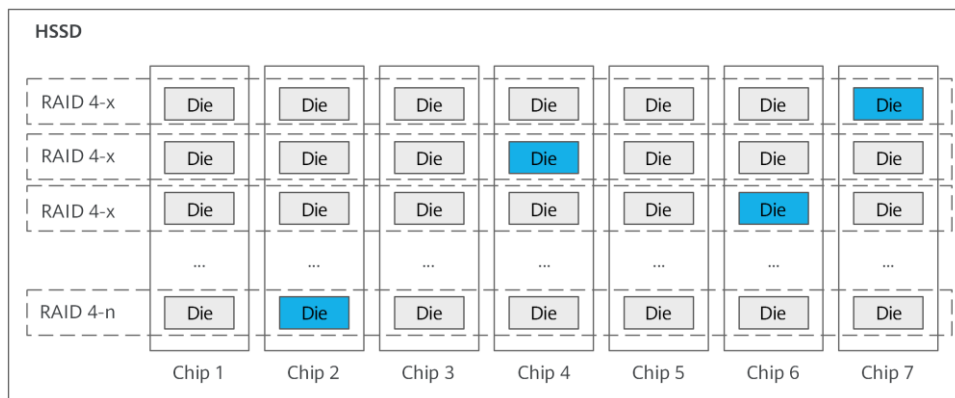 HSSD
RAID 4-x Die Die Die Die Die Die Die
RAID 4-x Die Die Die Die Die Die Die
RAID 4-x Die Die Die Die Die Die Die
... ... ... ... ... ... ...
RAID 4-n Die Die Die Die Die Die Die
Chip 1 Chip 2 Chip 3 Chip 4 Chip 5 Chip 6 Chip 7